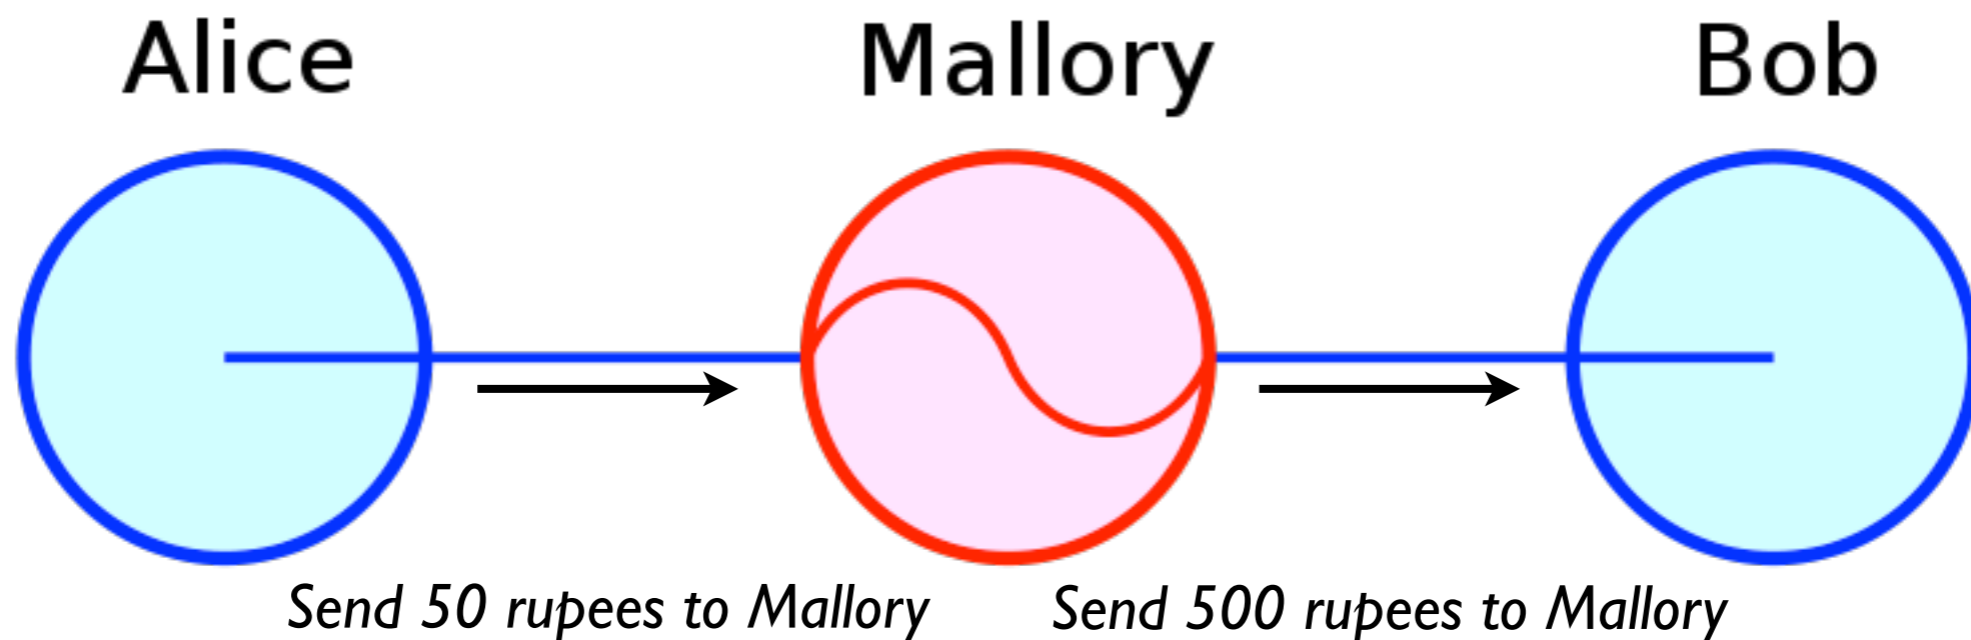 Alice Mallory Bob
Send 50 rupees to Mallory Send 500 rupees to Mallory